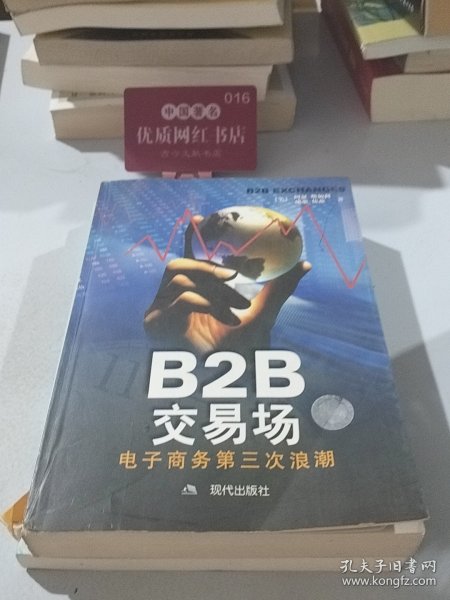 016
中国著名
优质网红书店
B2B EXCHANGES
B2B
交易场
电子商务第三次浪潮
现代出版社
孔夫子旧书网
www.kongfz.com